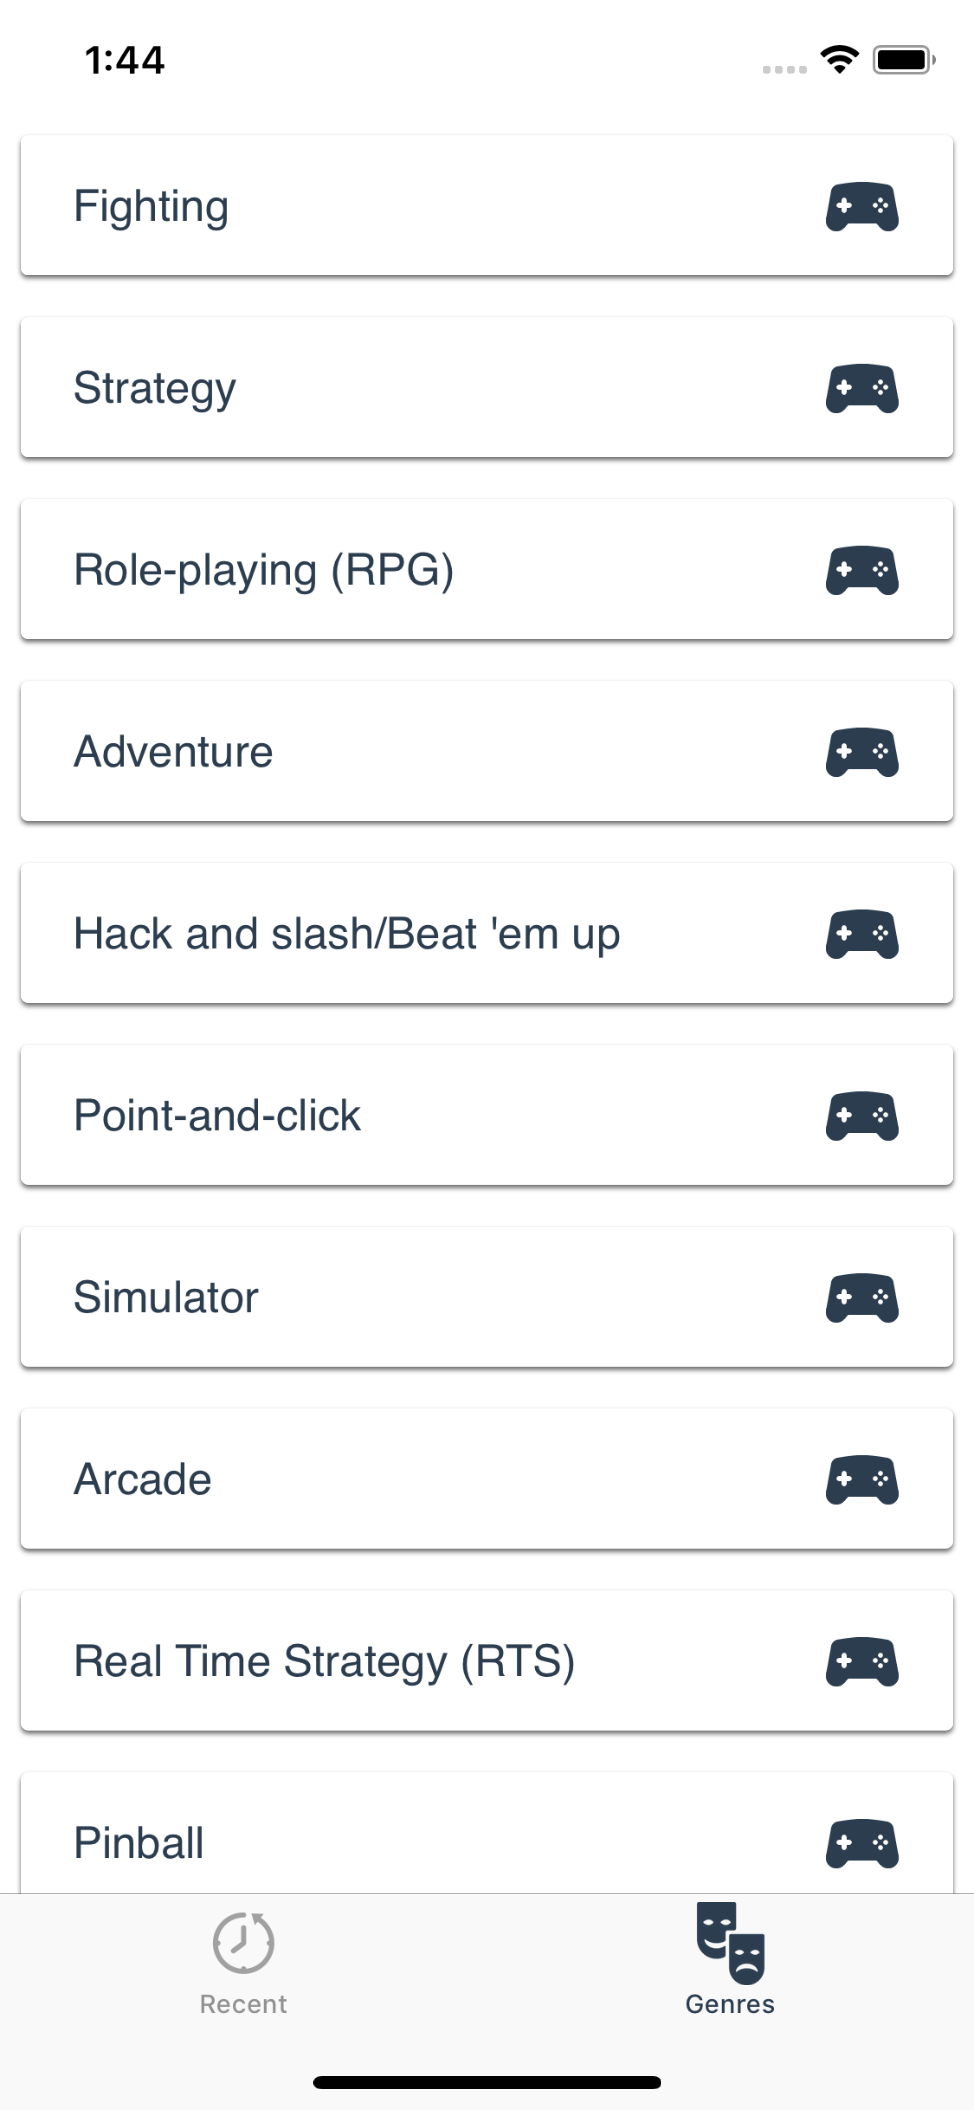 1:44
Fighting
Strategy
Role-playing (RPG)
Adventure
Hack and slash/Beat 'em up
Point-and-click
Simulator
Arcade
Real Time Strategy (RTS)
Pinball
Recent
Genres